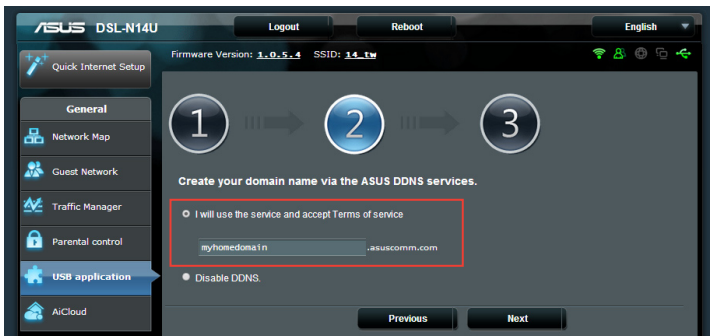 ASUS DSL-N14U Logout Reboot English
Quick Internet Setup
Firmware Version: 1.0.5.4 SSID: 14_tw
General
Network Map
Guest Network
Traffic Manager
Parental control
USB application
AiCloud
1 2 3
Create your domain name via the ASUS DDNS services.
I will use the service and accept Terms of service
myhomedomain .asuscomm.com
Disable DDNS.
Previous Next